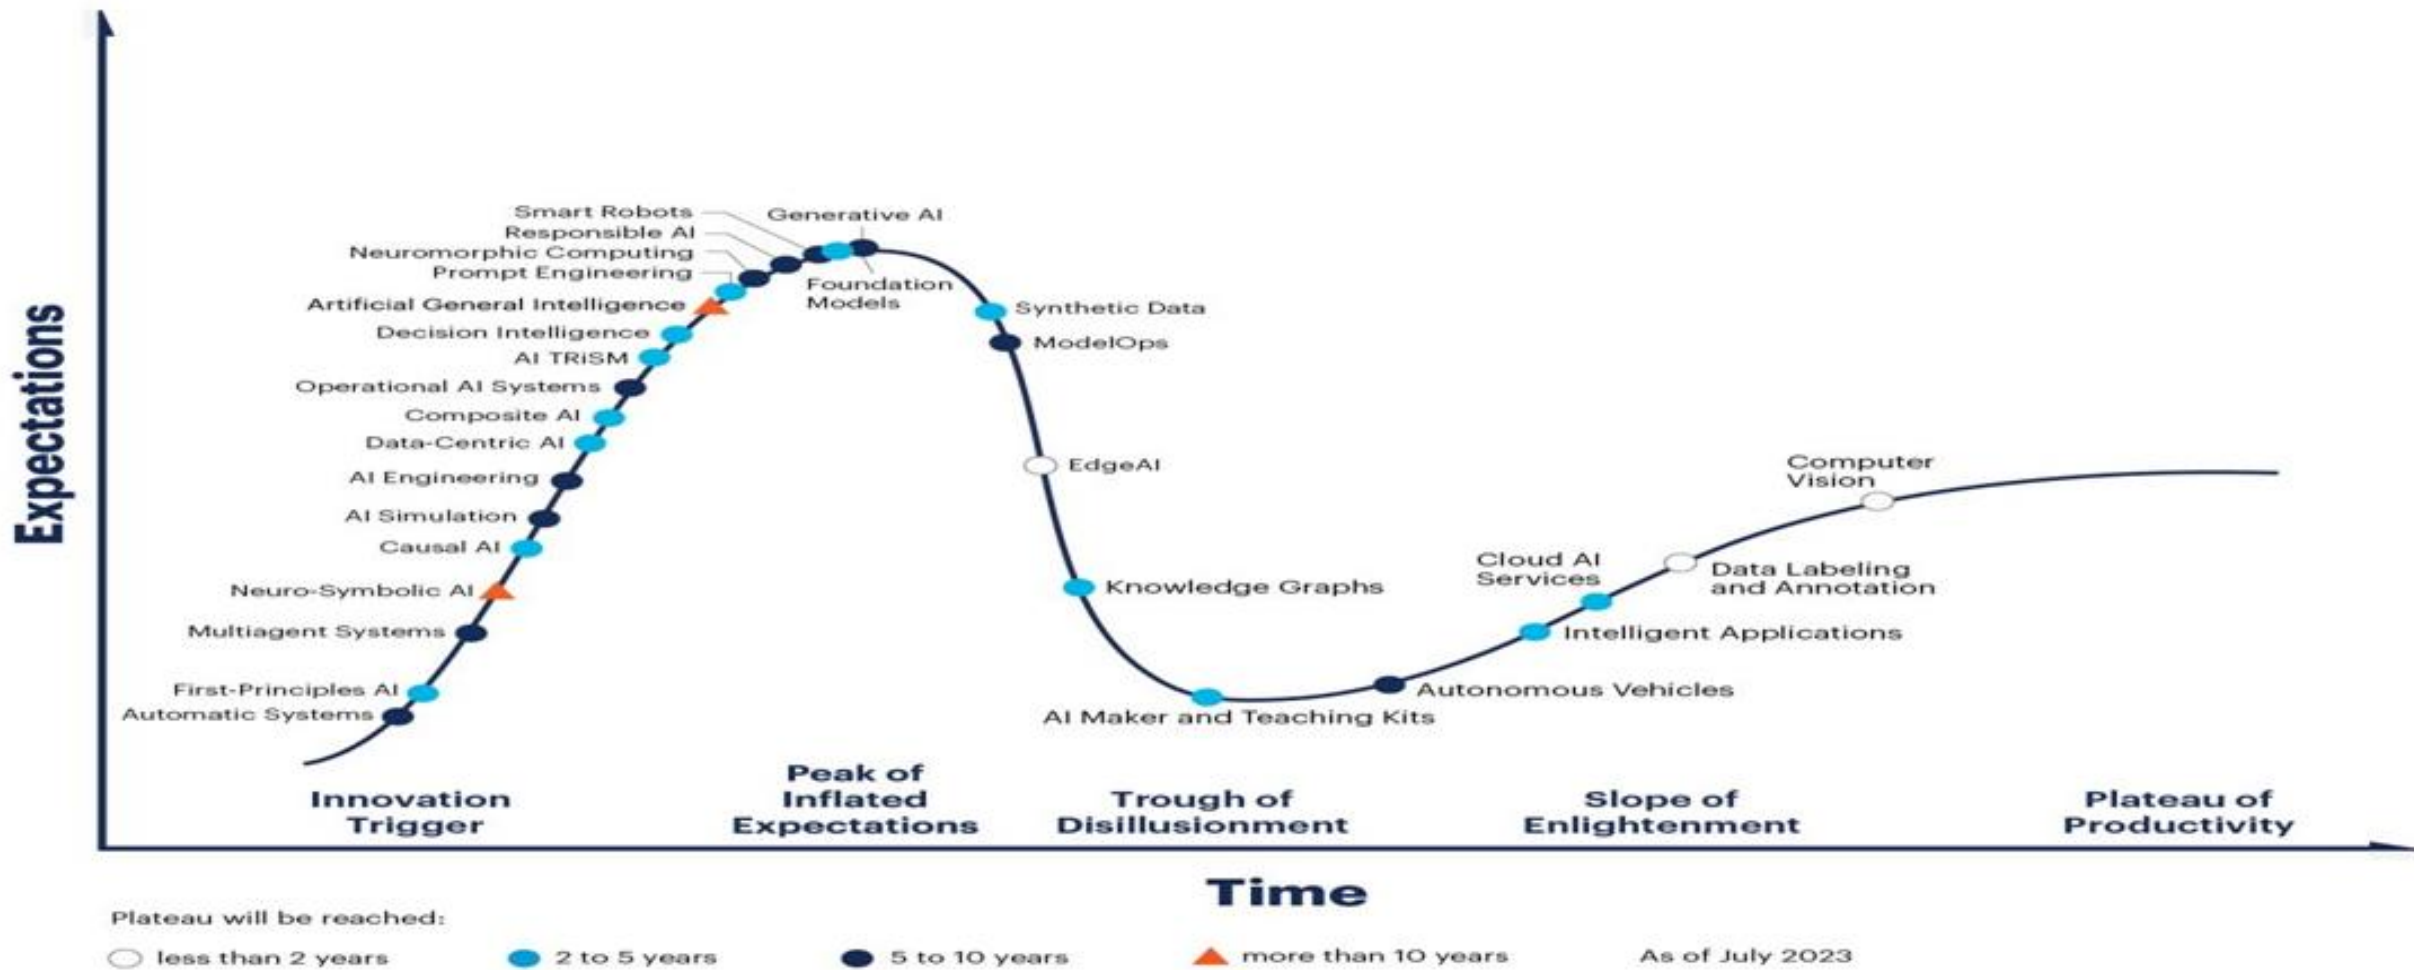 Expectations
Smart Robots
Generative AI
Responsible AI
Neuromorphic Computing
Prompt Engineering
Foundation
Models
Artificial General Intelligence
Decision Intelligence
AI TRiSM
Operational AI Systems
Composite AI
Data-Centric AI
AI Engineering
AI Simulation
Causal AI
Neuro-Symbolic AI
Multiagent Systems
First-Principles AI
Automatic Systems
Synthetic Data
ModelOps
EdgeAI
Knowledge Graphs
AI Maker and Teaching Kits
Autonomous Vehicles
Intelligent Applications
Cloud AI
Services
Data Labeling
and Annotation
Computer
Vision
Innovation
Trigger
Peak of
Inflated
Expectations
Trough of
Disillusionment
Slope of
Enlightenment
Plateau of
Productivity
Time
Plateau will be reached:
less than 2 years
2 to 5 years
5 to 10 years
more than 10 years
As of July 2023